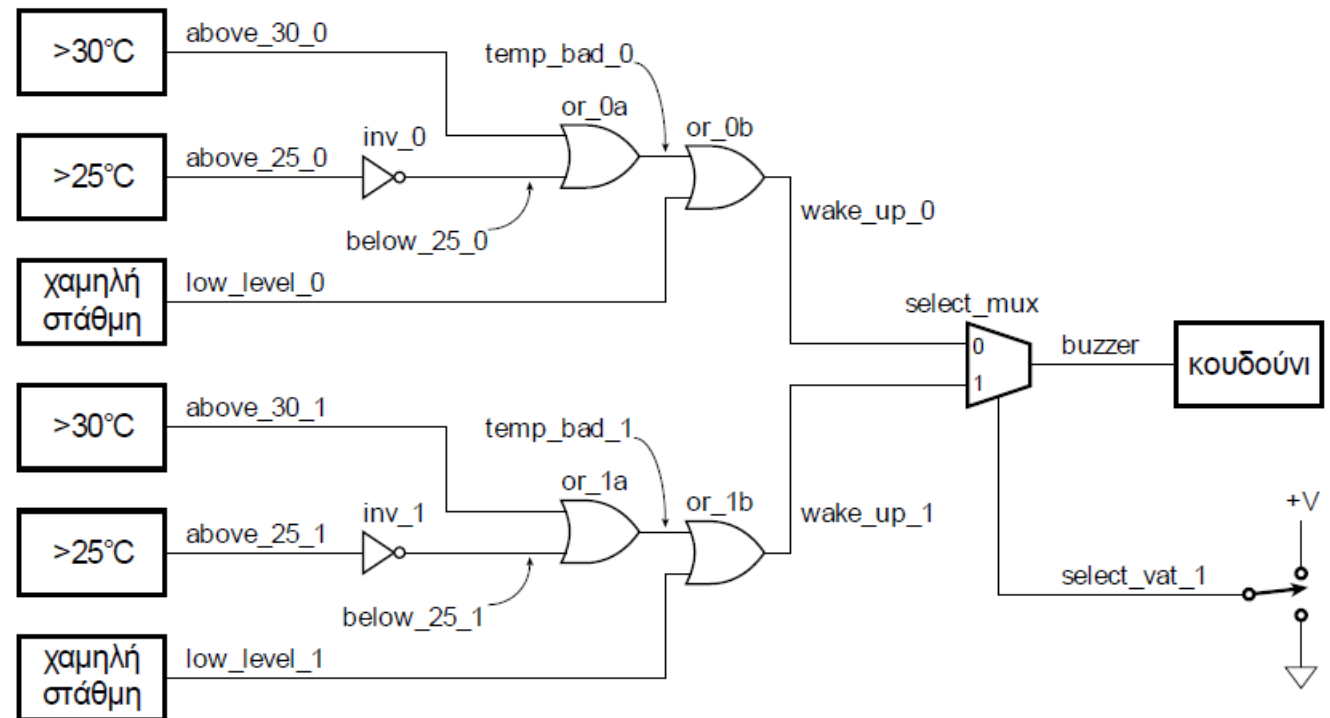 >30°C
above_30_0
temp_bad_0
or_0a
or_0b
inv_0
>25°C
above_25_0
below_25_0
wake_up_0
χαμηλή
στάθμη
low_level_0
select_mux
0
1
buzzer
κουδούνι
>30°C
above_30_1
temp_bad_1
or_1a
or_1b
inv_1
>25°C
above_25_1
below_25_1
wake_up_1
+V
select_vat_1
χαμηλή
στάθμη
low_level_1